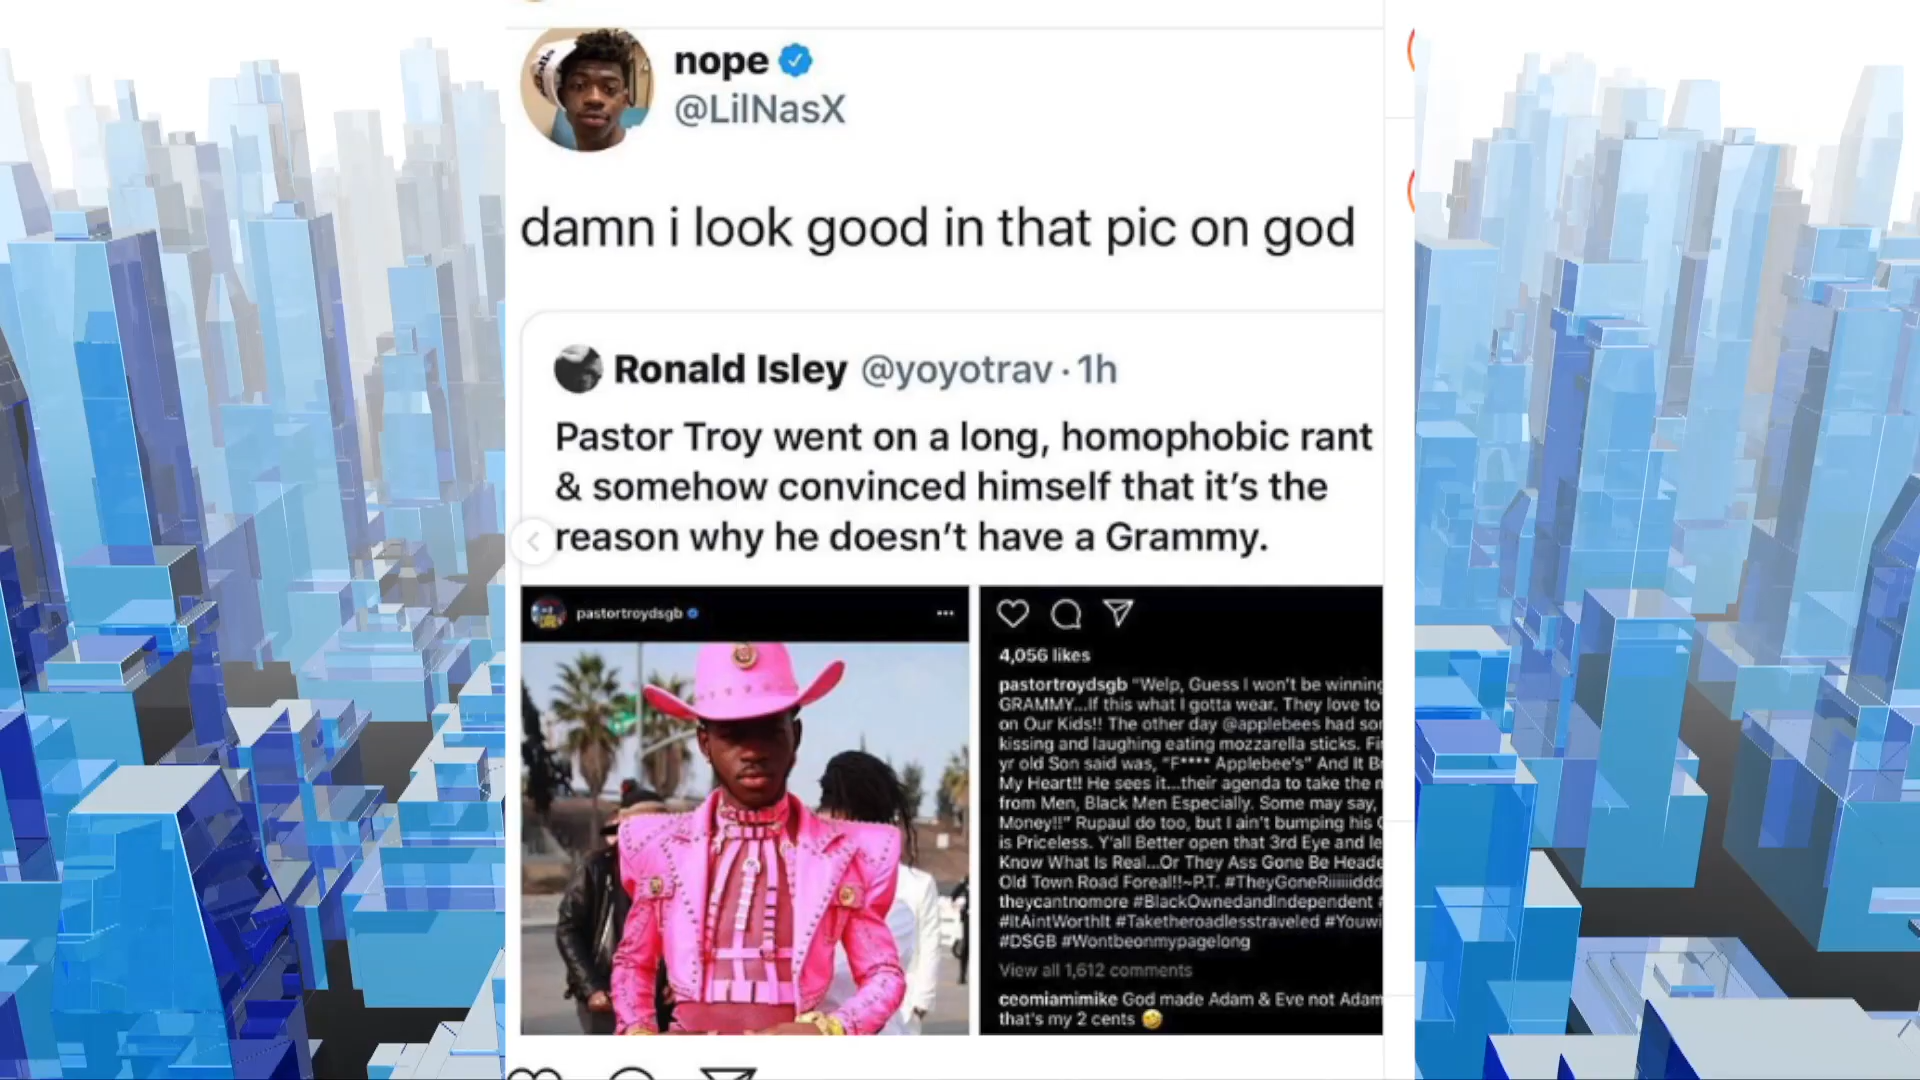 nope
@LilNasX
damn i look good in that pic on god
Ronald Isley @yoyotrav · 1h
Pastor Troy went on a long, homophobic rant
& somehow convinced himself that it’s the
reason why he doesn’t have a Grammy.
pastortroydsgb
4,056 likes
pastortroydsgb "Welp, Guess I won't be winning
GRAMMY...If this what I gotta wear. They love to
on Our Kids!! The other day @applebees had
kissing and laughing eating mozzarella sticks.
yr old Son said was, "F**** Applebee's" And It
My Heart!! He sees it...their agenda to take the
from Men, Black Men Especially. Some may say,
Money!!" Rupaul do too, but I ain't bumping his
is Priceless. Y'all Better open that 3rd Eye and
Know What Is Real...Or They Ass Gone Be
Old Town Road Foreal!!~P.T. #TheyGoneRiiiiiiddd
theycantnomore #BlackOwnedandIndependent
#ItAintWorthIt #Taketheroadlesstraveled
#DSGB #Wontbeonmypagelong
View all 1,612 comments
ceomiamimike God made Adam & Eve not Adam
that's my 2 cents